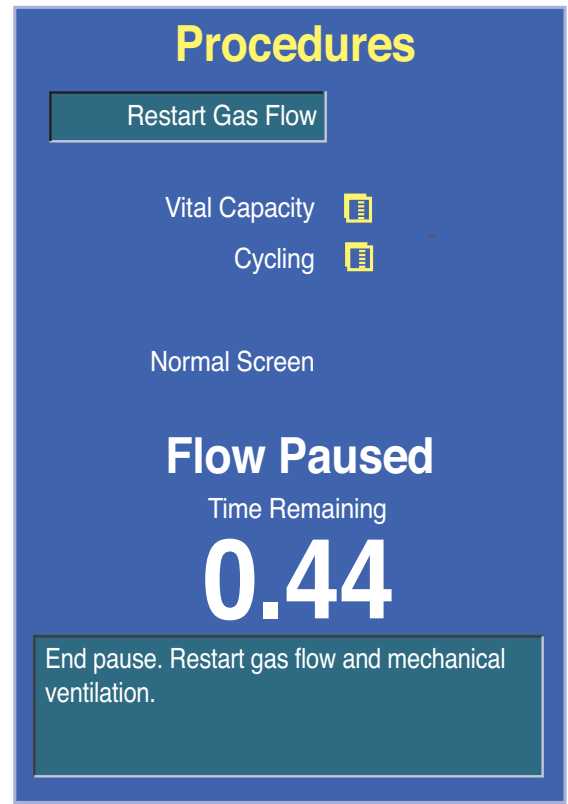 Procedures
Restart Gas Flow
Vital Capacity
Cycling
Normal Screen
Flow Paused
Time Remaining
0.44
End pause. Restart gas flow and mechanical
ventilation.